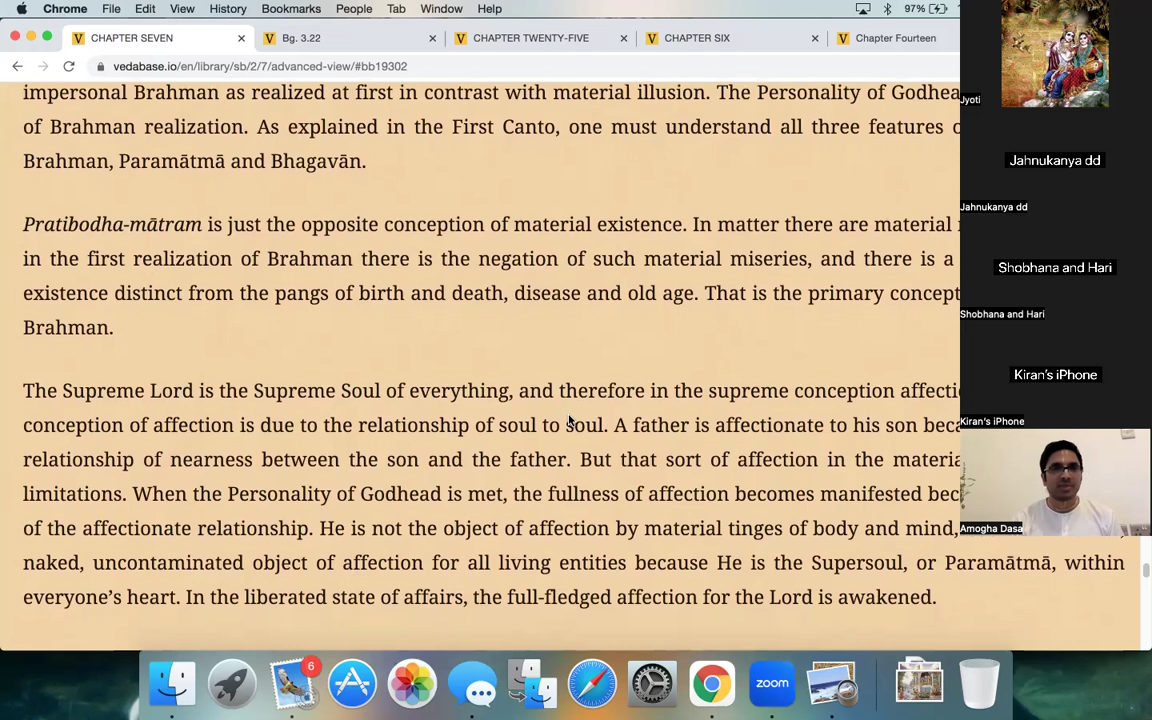 Chrome File Edit View History Bookmarks People Tab Window Help 97%
CHAPTER SEVEN Bg. 3.22 CHAPTER TWENTY-FIVE CHAPTER SIX Chapter Fourteen
vedabase.io/en/library/sb/2/7/advanced-view/#bb19302
impersonal Brahman as realized at first in contrast with material illusion. The Personality of Godhea
of Brahman realization. As explained in the First Canto, one must understand all three features
Brahman, Paramātmā and Bhagavān.
Pratibodha-mātram is just the opposite conception of material existence. In matter there are material
in the first realization of Brahman there is the negation of such material miseries, and there is a
existence distinct from the pangs of birth and death, disease and old age. That is the primary concept
Brahman.
The Supreme Lord is the Supreme Soul of everything, and therefore in the supreme conception affecti
conception of affection is due to the relationship of soul to soul. A father is affectionate to his son beca
relationship of nearness between the son and the father. But that sort of affection in the materia
limitations. When the Personality of Godhead is met, the fullness of affection becomes manifested bec
of the affectionate relationship. He is not the object of affection by material tinges of body and mind,
naked, uncontaminated object of affection for all living entities because He is the Supersoul, or Paramātmā, within
everyone's heart. In the liberated state of affairs, the full-fledged affection for the Lord is awakened.
Jyoti
Jahnukanya dd
Jahnukanya dd
Shobhana and Hari
Shobhana and Hari
Kiran's iPhone
Kiran's iPhone
Amogha Dasa
6
zoom